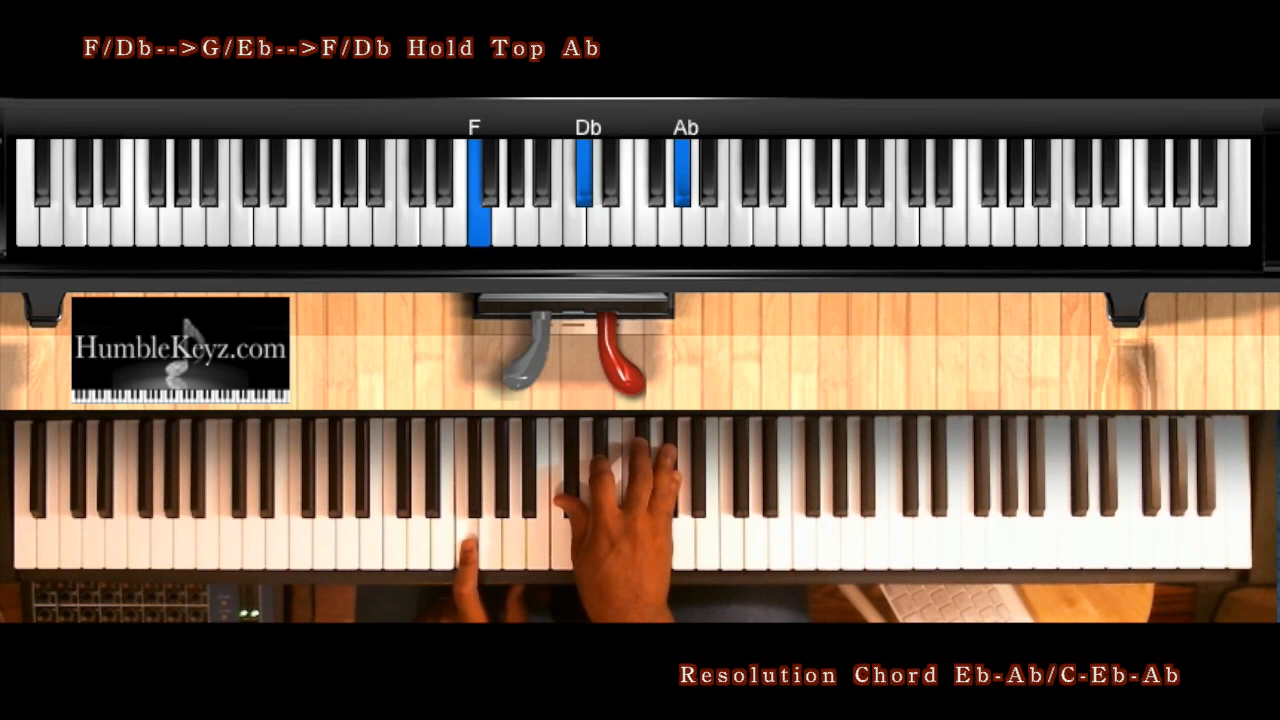 F/Db-->G/Eb-->F/Db Hold Top Ab
F Db Ab
HumbleKeyz.com
Resolution Chord Eb-Ab/C-Eb-Ab